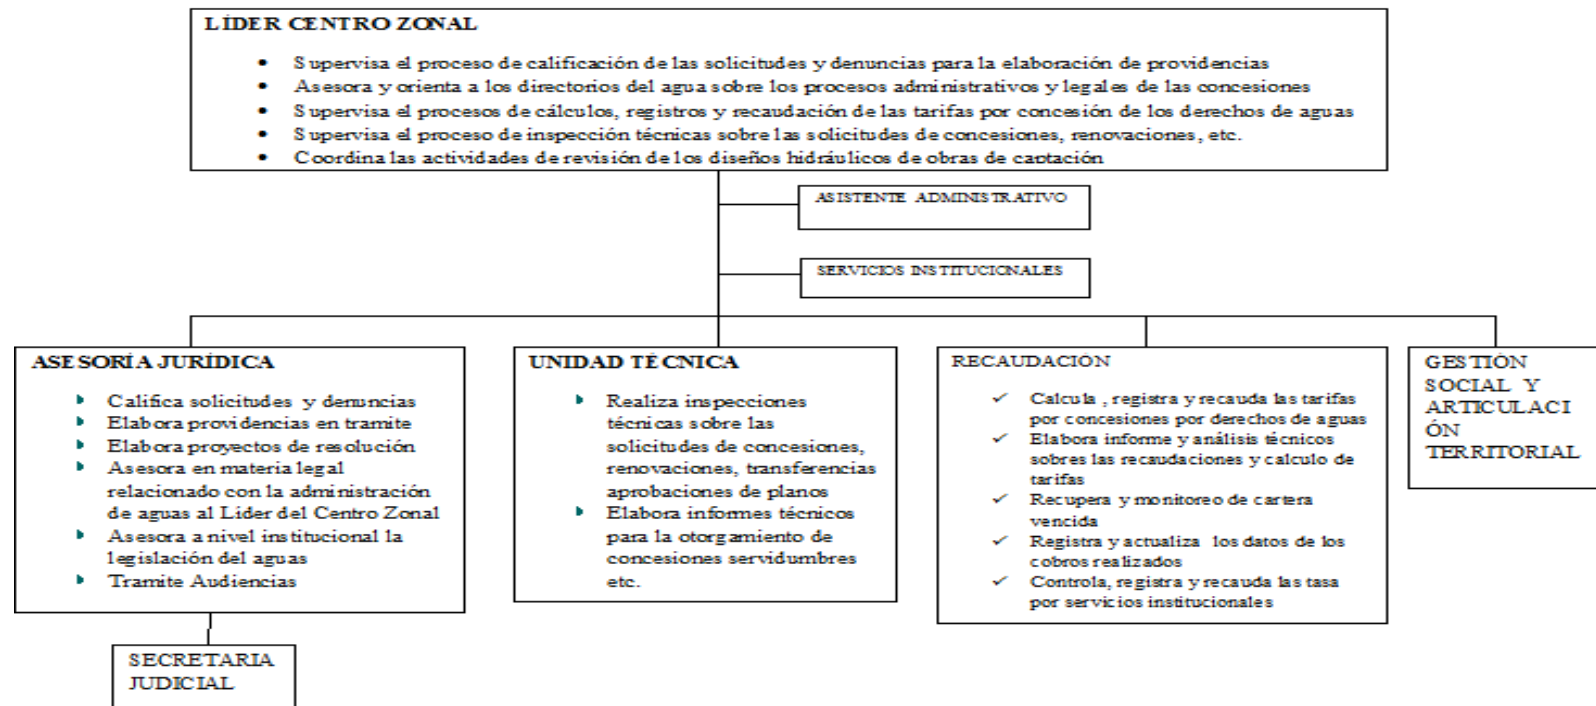 LÍDER CENTRO ZONAL
• Supervisa el proceso de calificación de las solicitudes y denuncias para la elaboración de providencias
• Asesora y orienta a los directorios del agua sobre los procesos administrativos y legales de las concesiones
• Supervisa el procesos de cálculos, registros y recaudación de las tarifas por concesión de los derechos de aguas
• Supervisa el proceso de inspección técnicas sobre las solicitudes de concesiones, renovaciones, etc.
• Coordina las actividades de revisión de los diseños hidráulicos de obras de captación
ASISTENTE ADMINISTRATIVO
SERVICIOS INSTITUCIONALES
ASESORÍA JURÍDICA
Califica solicitudes y denuncias
Elabora providencias en tramite
Elabora proyectos de resolución
Asesora en materia legal
relacionado con la administración
de aguas al Líder del Centro Zonal
Asesora a nivel institucional la
legislación del aguas
Tramite Audiencias
SECRETARIA
JUDICIAL
UNIDAD TÉCNICA
Realiza inspecciones
técnicas sobre las
solicitudes de concesiones,
renovaciones, transferencias
aprobaciones de planos
Elabora informes técnicos
para la otorgamiento de
concesiones servidumbres
etc.
RECAUDACIÓN
✓ Calcula , registra y recauda las tarifas
por concesiones por derechos de aguas
✓ Elabora informe y análisis técnicos
sobre las recaudaciones y calculo de
tarifas
✓ Recupera y monitoreo de cartera
vencida
✓ Registra y actualiza los datos de los
cobros realizados
✓ Controla, registra y recauda las tasa
por servicios institucionales
GESTIÓN
SOCIAL Y
ARTICULACI
ÓN
TERRITORIAL